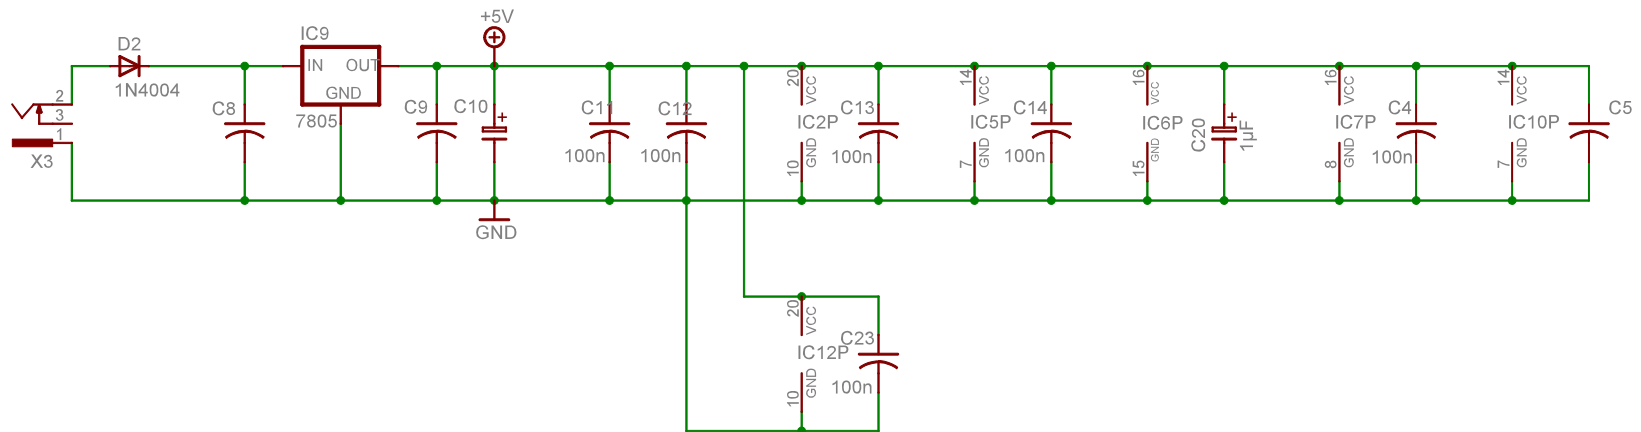 +5V
D2
IC9
IN
OUT
GND
7805
1N4004
2
3
1
X3
C8
C9
C10
+
C11
100n
C12
100n
20
VCC
IC2P
10
GND
C13
100n
14
VCC
IC5P
7
GND
C14
100n
16
VCC
IC6P
15
GND
C20
+
1µF
16
VCC
IC7P
8
GND
C4
100n
14
VCC
IC10P
7
GND
C5
GND
20
VCC
IC12P
10
GND
C23
100n